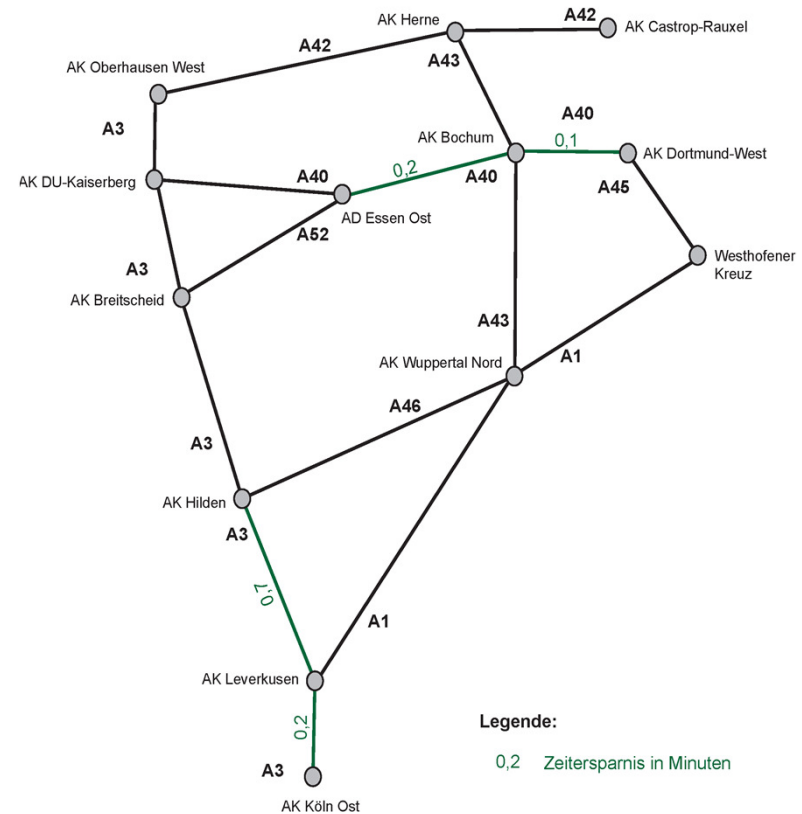 AK Herne
A42
AK Castrop-Rauxel
A42
A43
AK Oberhausen West
A3
A40
AK Bochum
0,1
AK Dortmund-West
0,2
A40
A40
A45
AK DU-Kaiserberg
AD Essen Ost
A52
Westhofener
Kreuz
A3
AK Breitscheid
A43
A1
AK Wuppertal Nord
A46
A3
AK Hilden
A3
0,7
A1
AK Leverkusen
0,2
A3
AK Köln Ost
Legende:
0,2 Zeitersparnis in Minuten